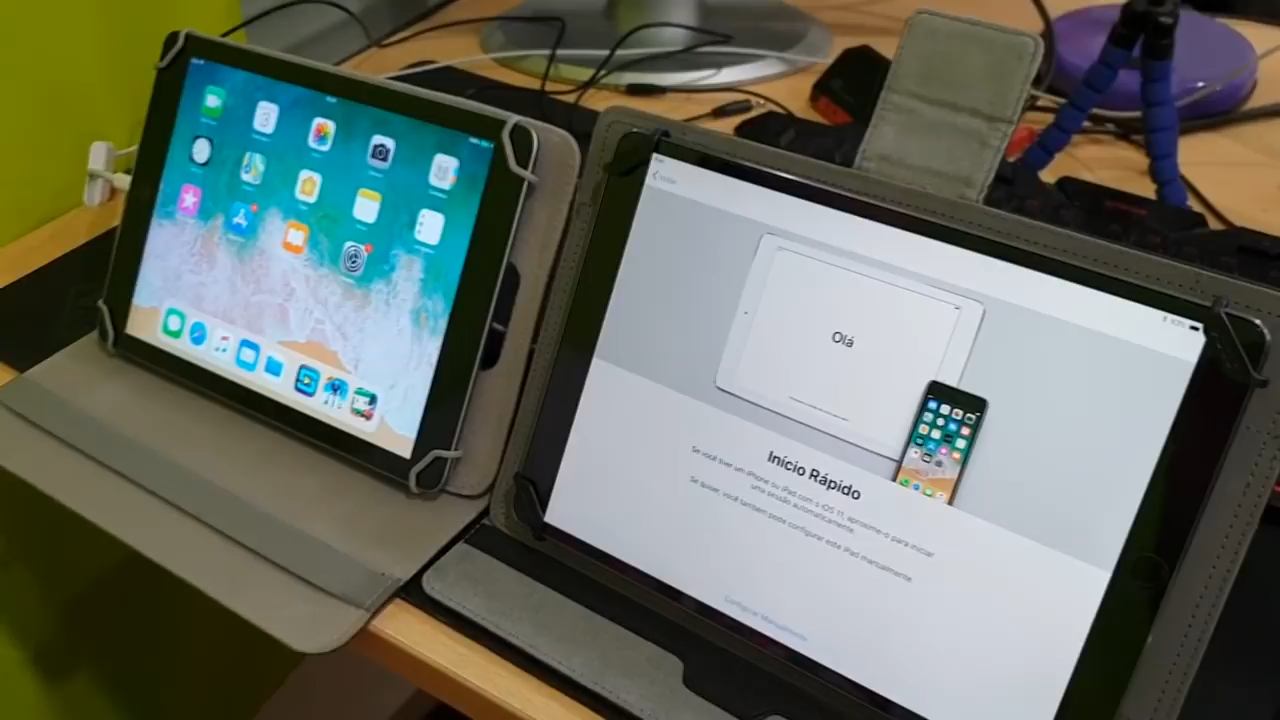 3
Olá
Início Rápido
Se você tiver um iPhone ou iPad com o iOS 11, aproxime-o para iniciar
uma sessão automaticamente.
Se quiser, você também pode configurar este iPad manualmente.
Configurar Manualmente